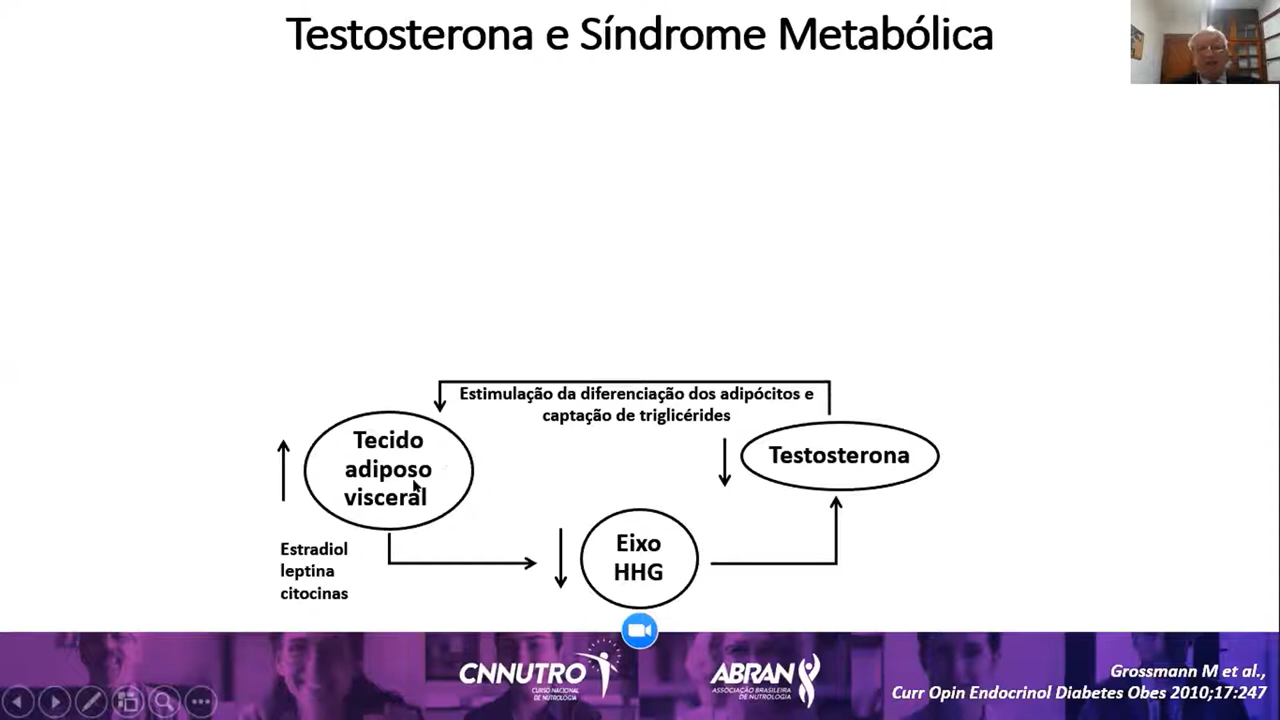 Testosterona e Síndrome Metabólica
Estimulação da diferenciação dos adipócitos e
captação de triglicérides
Tecido
adiposo
visceral
Testosterona
Estradiol
leptina
citocinas
Eixo
HHG
CNNUTRO
CURSO NACIONAL
DE NUTROLOGIA
ABRAN
ASSOCIAÇÃO BRASILEIRA
DE NUTROLOGIA
Grossmann M et al.,
Curr Opin Endocrinol Diabetes Obes 2010;17:247